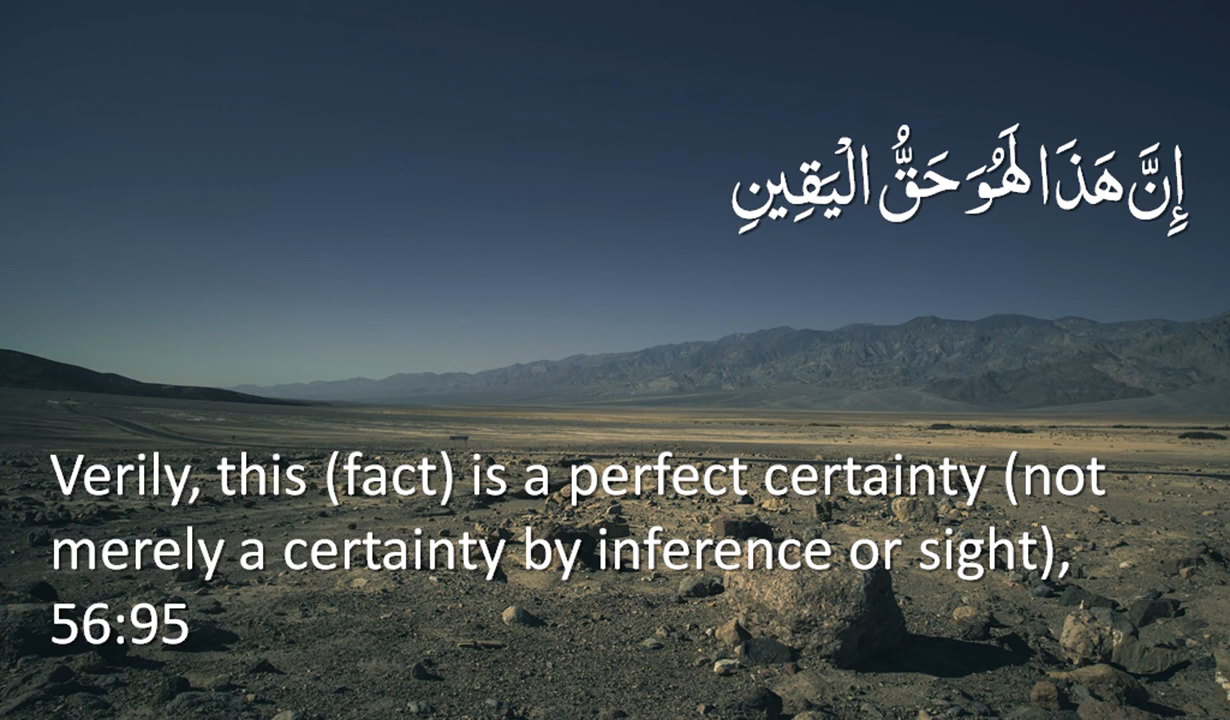 إِنَّ هَذَا لَهُوَ حَقُّ الْيَقِينِ
Verily, this (fact) is a perfect certainty (not
merely a certainty by inference or sight),
56:95